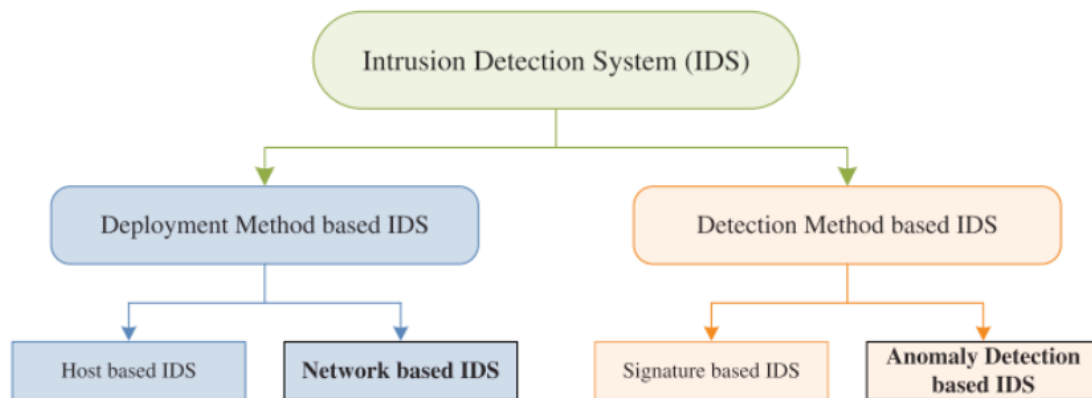 Intrusion Detection System (IDS)
Deployment Method based IDS
Detection Method based IDS
Host based IDS
Network based IDS
Signature based IDS
Anomaly Detection
based IDS